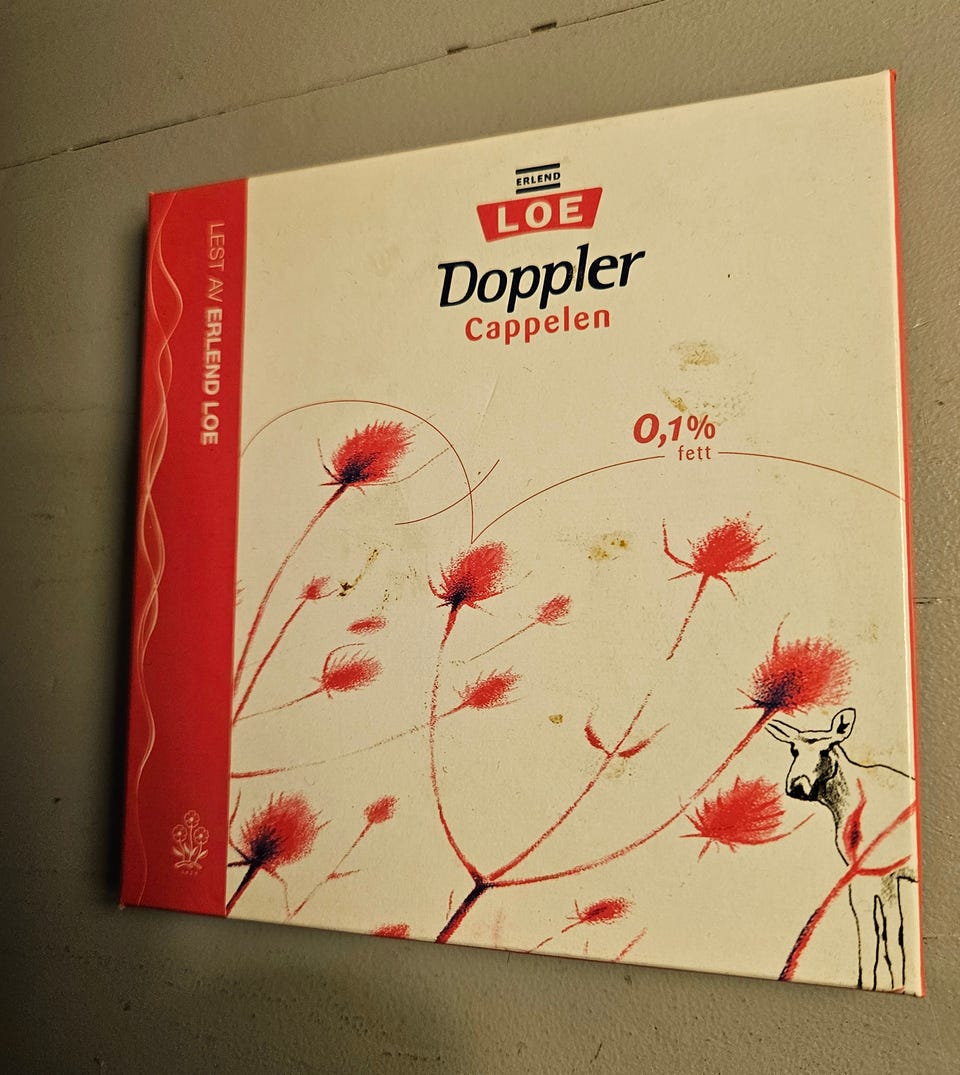 LEST AV ERLEND LOE
ERLEND
LOE
Doppler
Cappelen
0,1%
fett